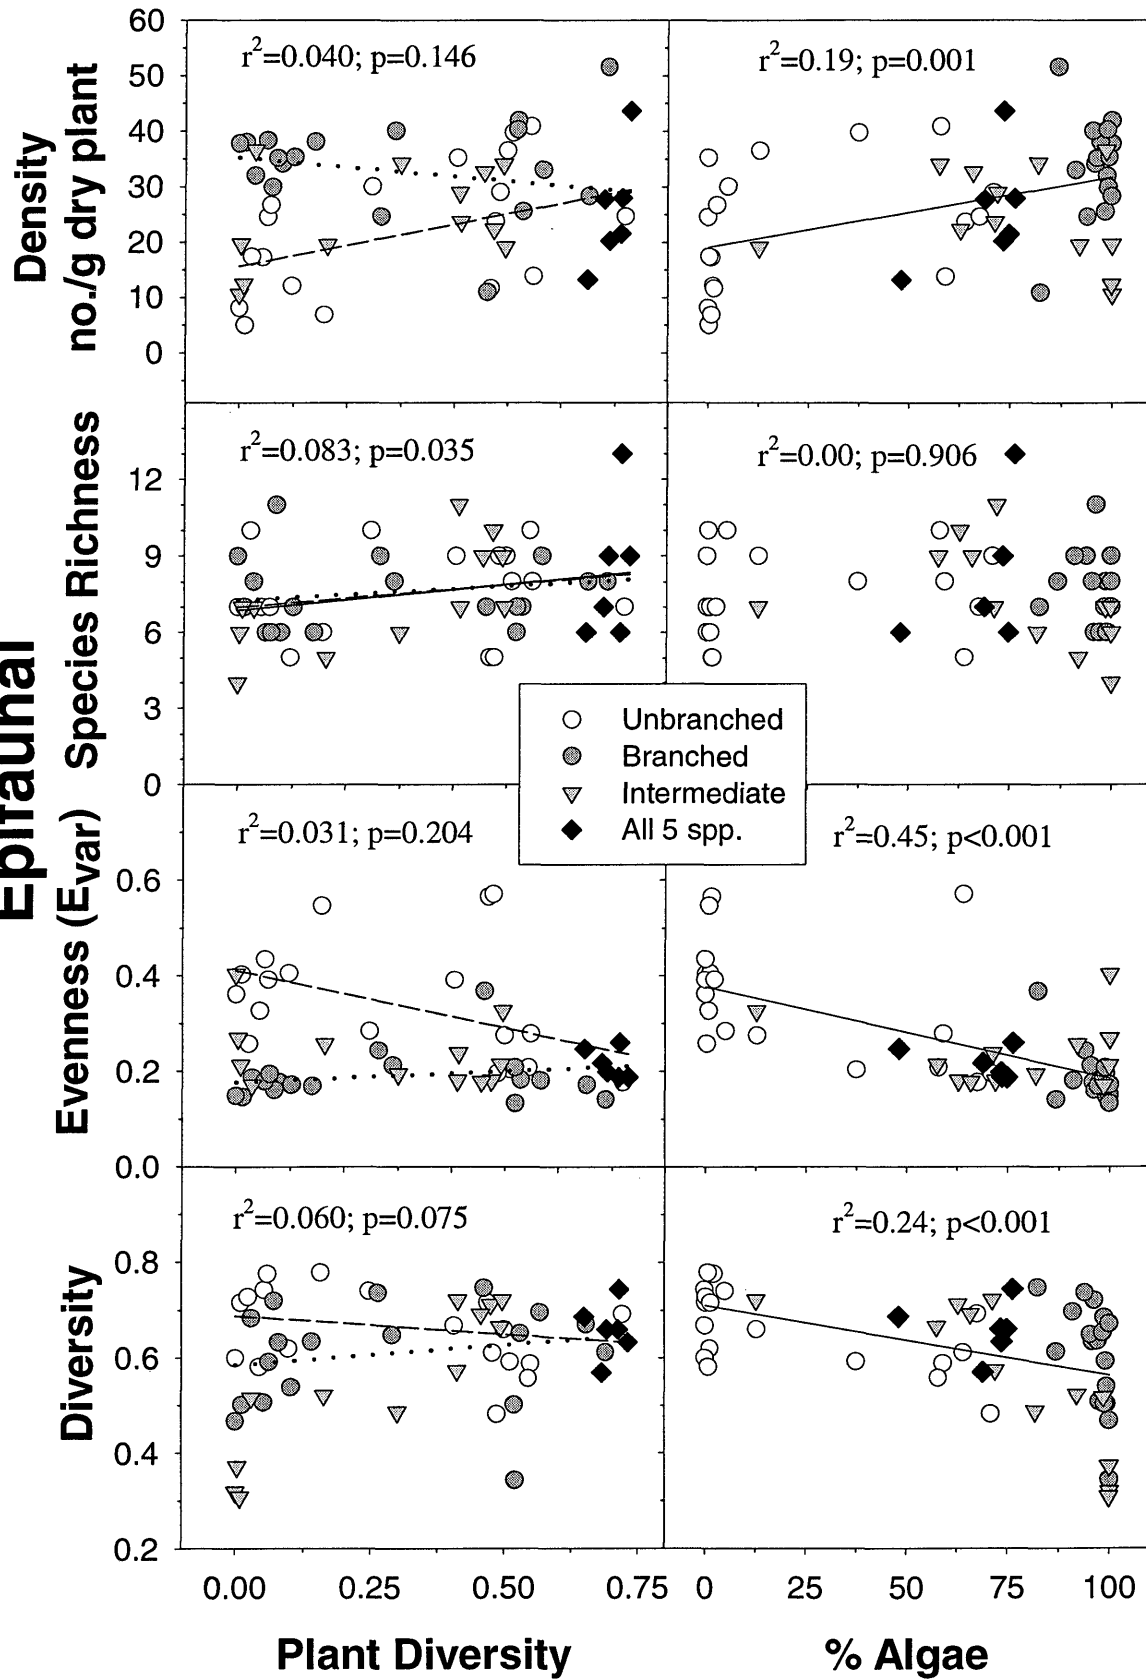 Epifaunal
Density
no./g dry plant
60
50
40
30
20
10
0
r²=0.040; p=0.146
r²=0.19; p=0.001
Species Richness
12
9
6
3
0
r²=0.083; p=0.035
r²=0.00; p=0.906
Unbranched
Branched
Intermediate
All 5 spp.
Evenness (Evar)
0.6
0.4
0.2
0.0
r²=0.031; p=0.204
r²=0.45; p<0.001
Diversity
0.8
0.6
0.4
0.2
r²=0.060; p=0.075
r²=0.24; p<0.001
0.00 0.25 0.50 0.75 0 25 50 75 100
Plant Diversity % Algae